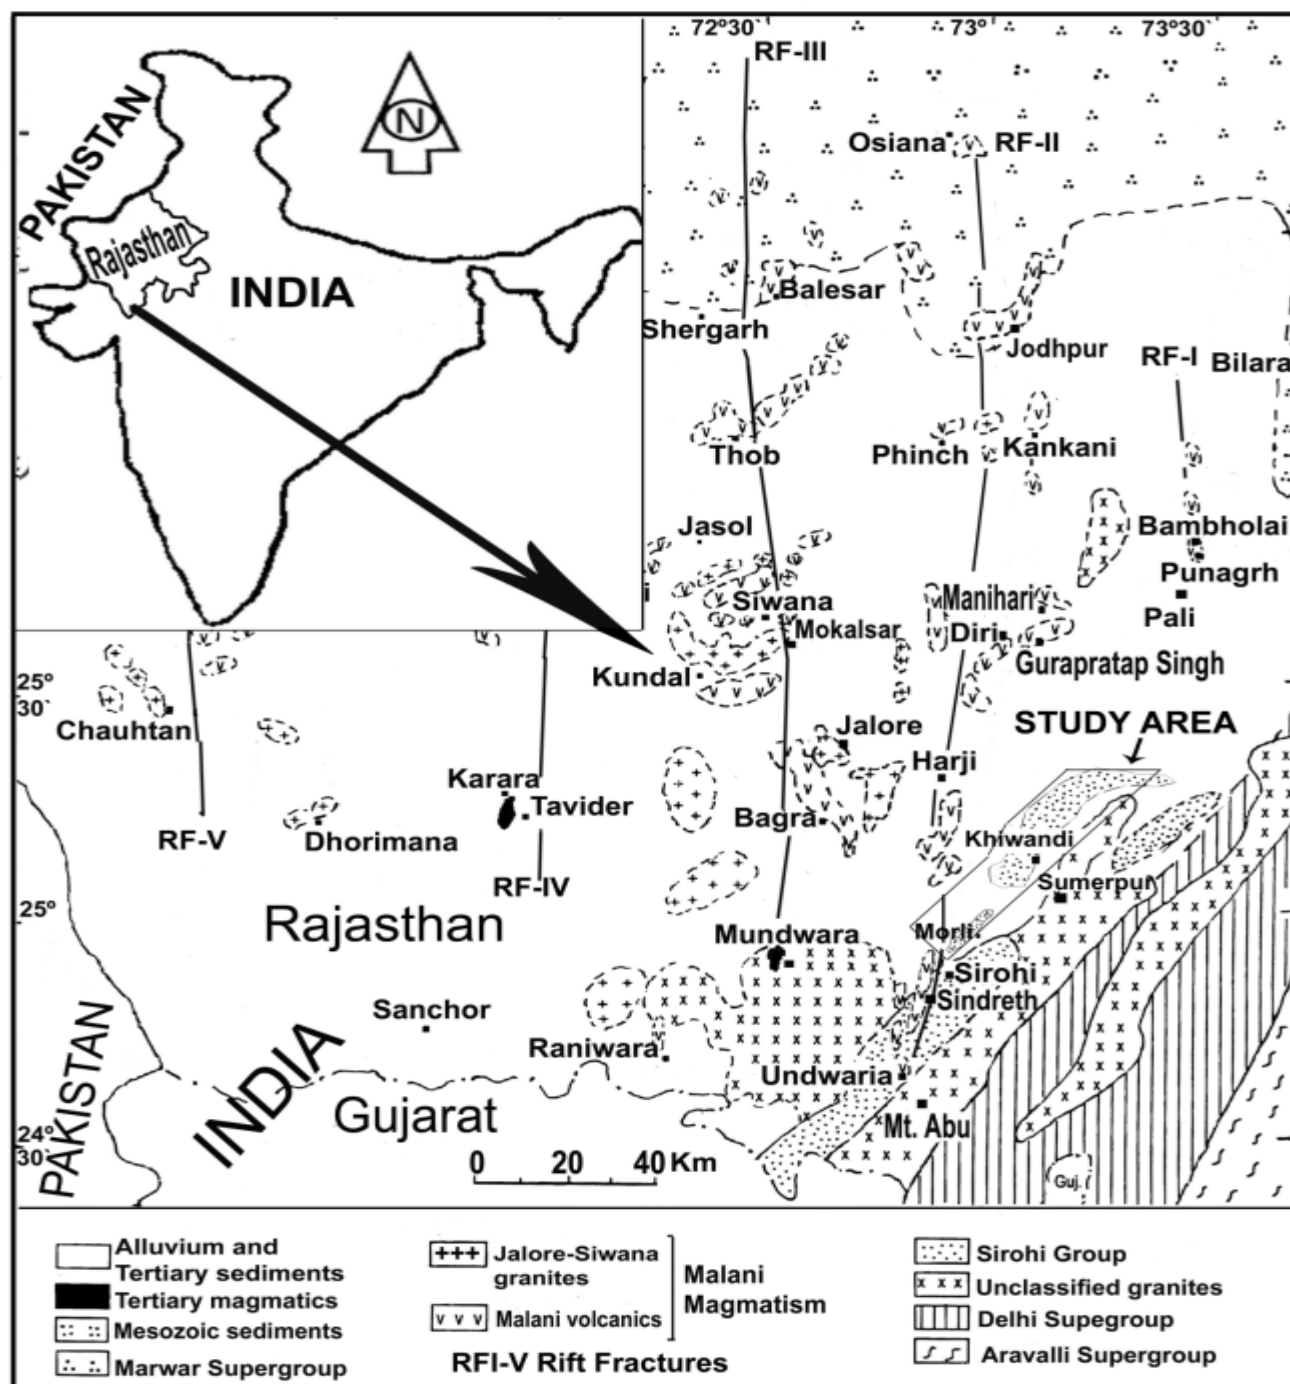 72°30`
73°
73°30`
RF-III
N
PAKISTAN
Osiana
RF-II
Rajasthan
INDIA
Balesar
Shergarh
Jodhpur
RF-I
Bilara
Thob
Phinch
Kankani
Jasol
Bambholai
Punagrh
Siwana
Manihari
Pali
Mokalsar
Diri
Gurapratap Singh
Kundal
25°
30`
Chauhtan
STUDY AREA
Jalore
Harji
Karara
Tavider
Bagra
RF-V
Dhorimana
Khiwandi
RF-IV
Sumerpur
25°
Rajasthan
Mundwara
Morli
Sirohi
Sindreth
Sanchor
Raniwara
INDIA
PAKISTAN
Undwaria
Gujarat
Mt. Abu
24°
30`
0 20 40 Km
Guj.
Alluvium and
Tertiary sediments
Tertiary magmatics
Mesozoic sediments
Marwar Supergroup
Jalore-Siwana
granites
Malani volcanics
Malani
Magmatism
RFI-V Rift Fractures
Sirohi Group
Unclassified granites
Delhi Supegroup
Aravalli Supergroup